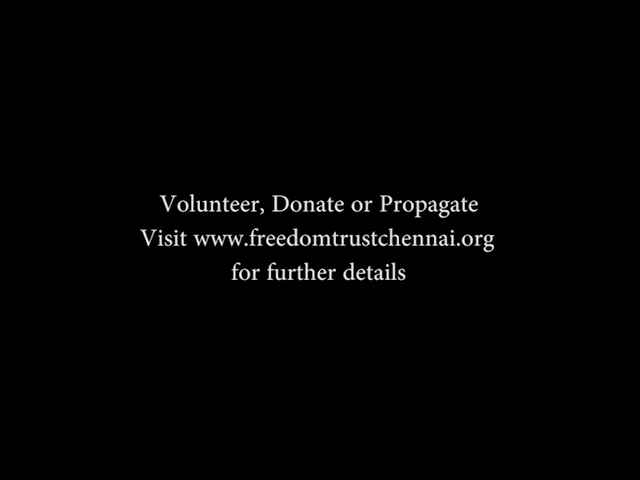 Volunteer, Donate or Propagate
Visit www.freedomtrustchennai.org
for further details